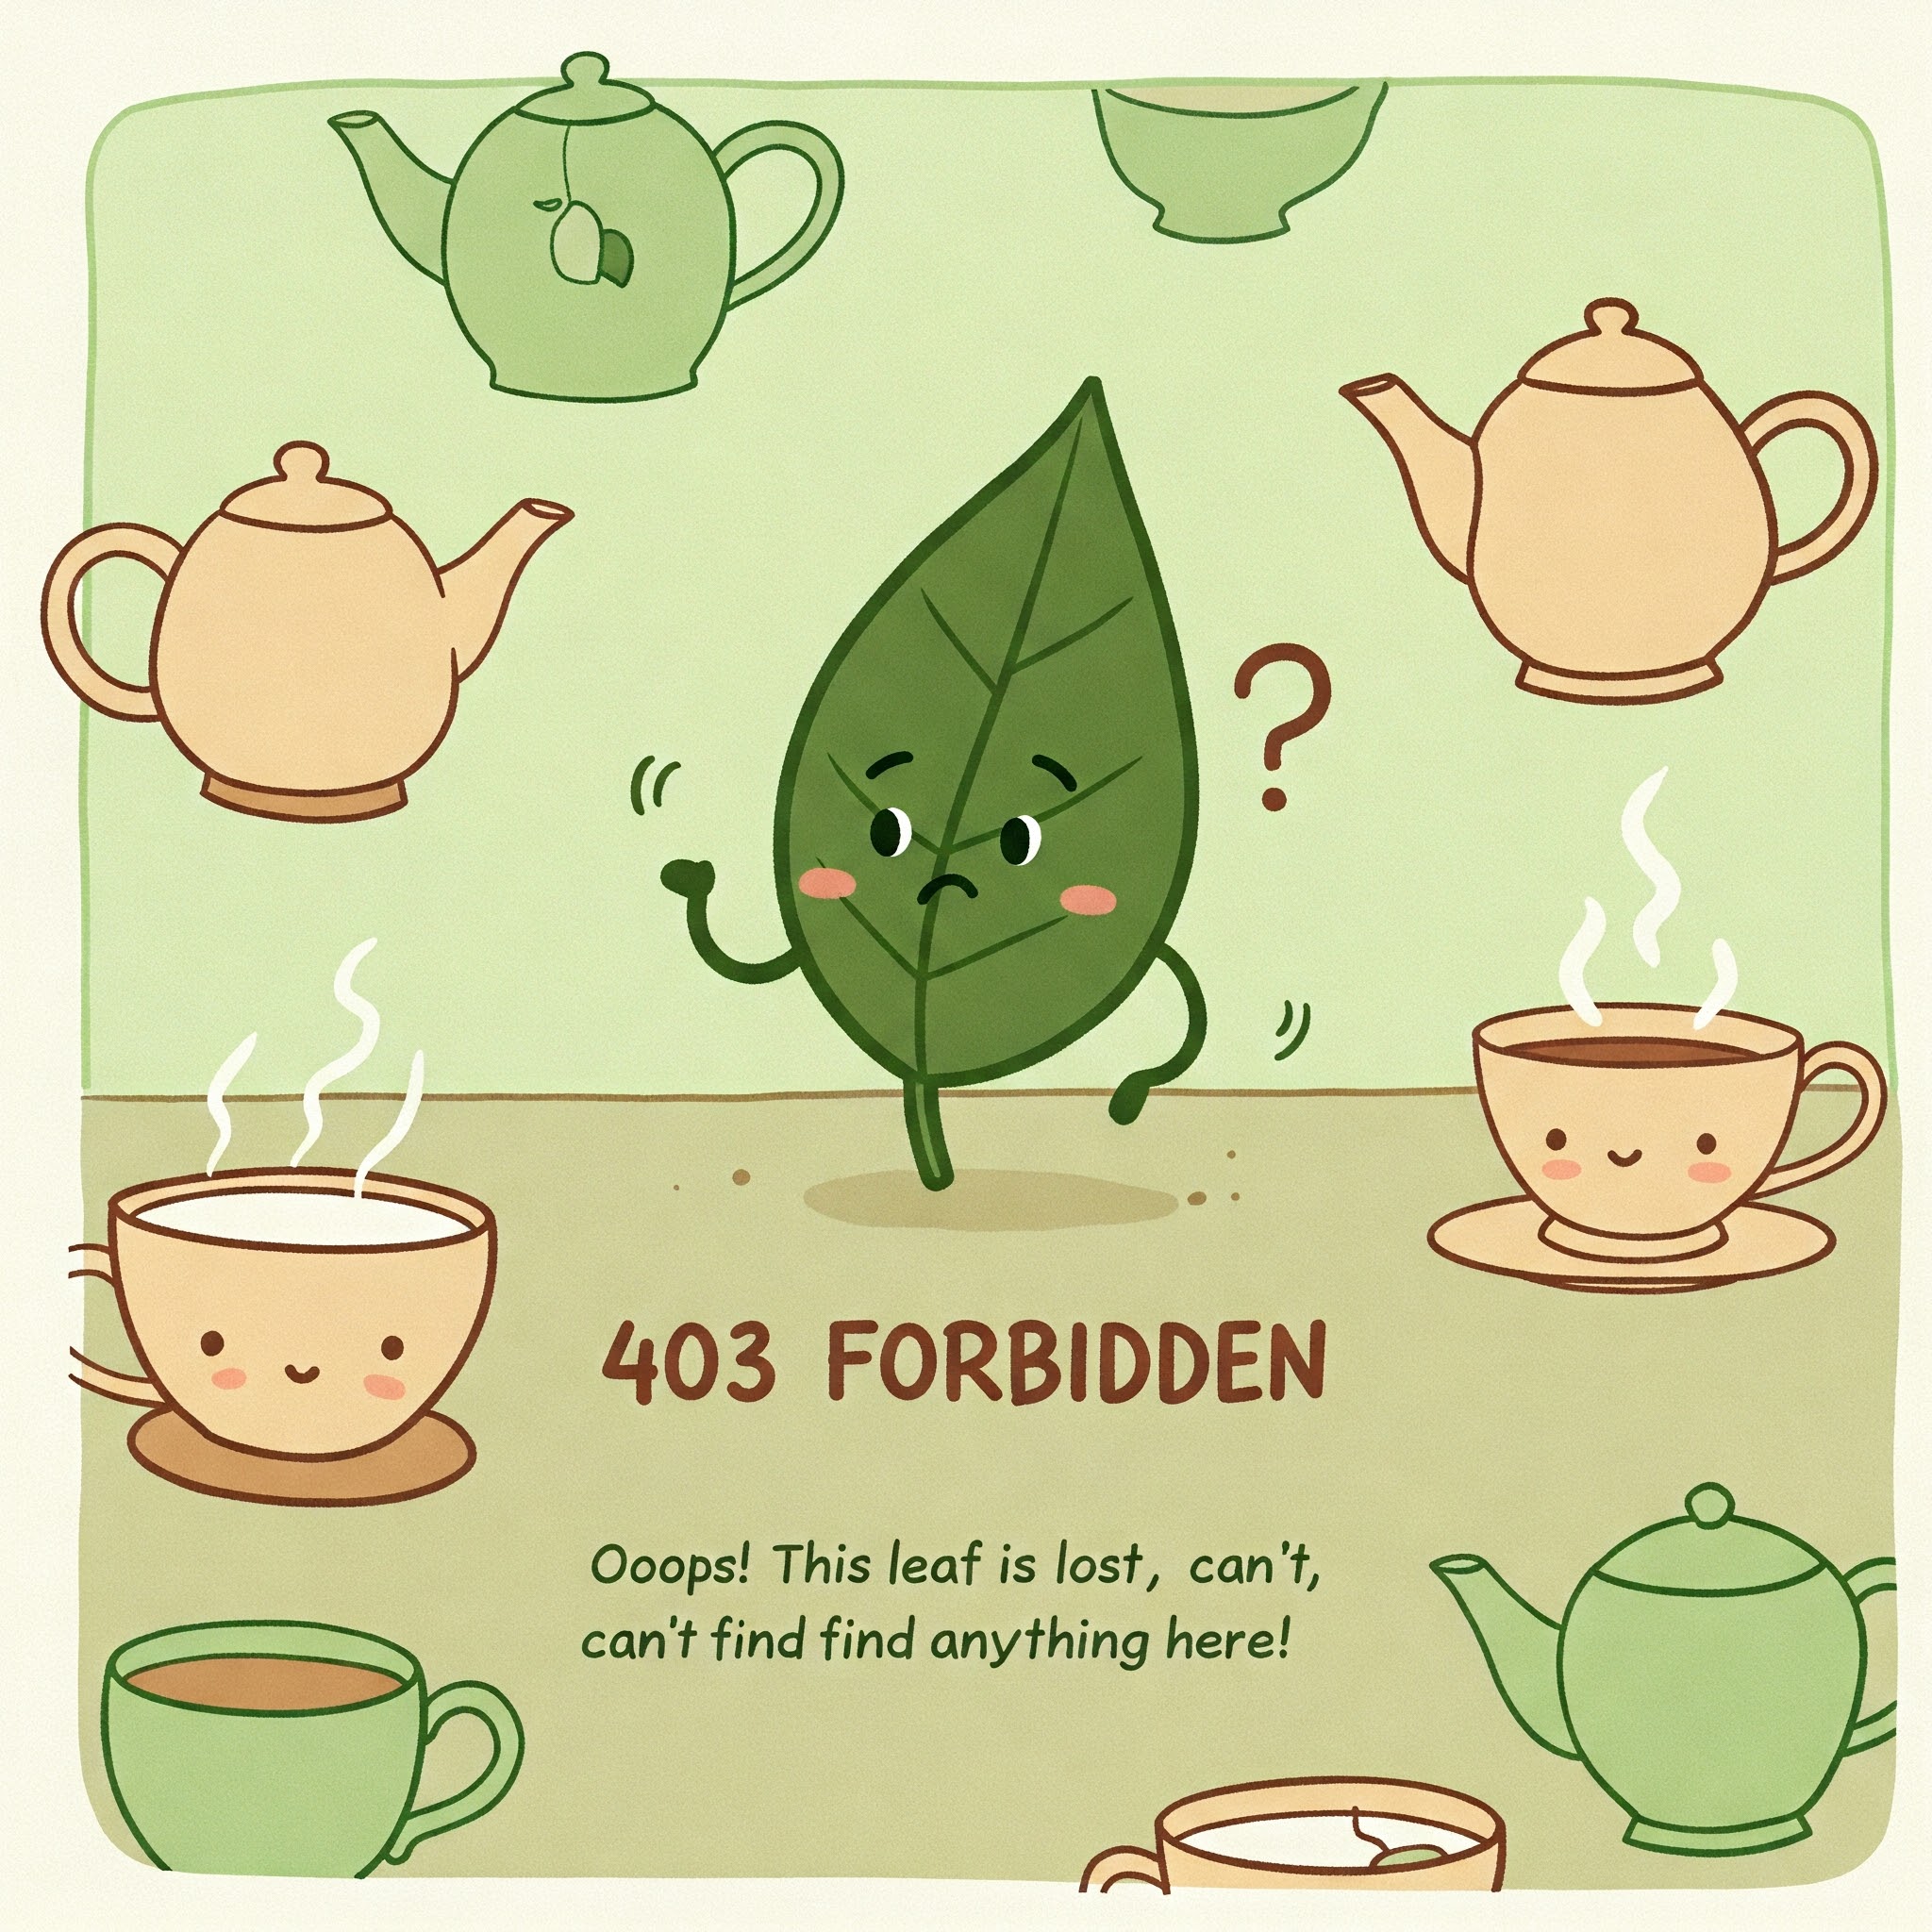 ?
403 FORBIDDEN
Ooops! This leaf is lost, can't,
can't find find anything here!